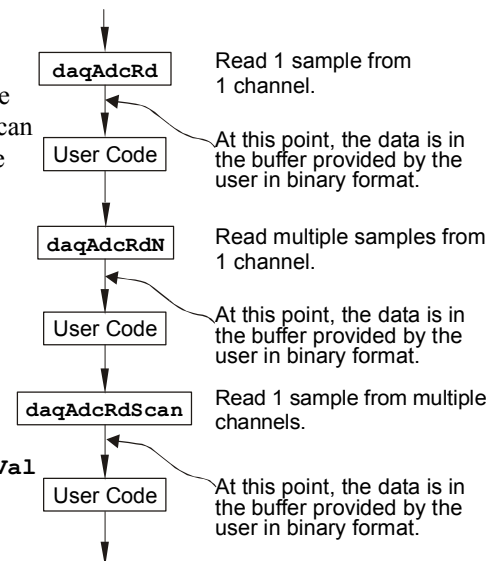 daqAdcRd
Read 1 sample from
1 channel.
e
can
e
User Code
At this point, the data is in
the buffer provided by the
user in binary format.
daqAdcRdN
Read multiple samples from
1 channel.
User Code
At this point, the data is in
the buffer provided by the
user in binary format.
daqAdcRdScan
Read 1 sample from multiple
channels.
Val
User Code
At this point, the data is in
the buffer provided by the
user in binary format.